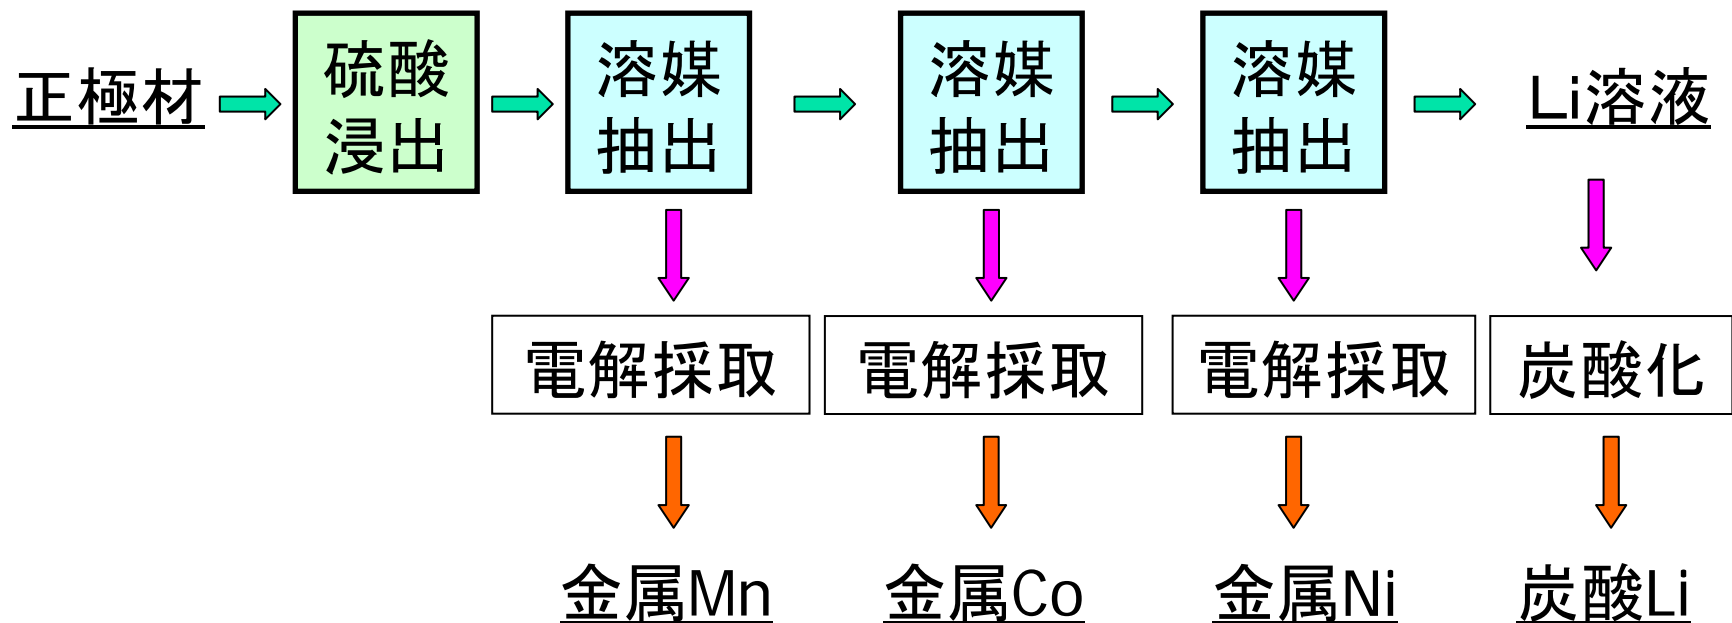 正極材
硫酸
浸出
溶媒
抽出
溶媒
抽出
溶媒
抽出
Li溶液
電解採取
電解採取
電解採取
炭酸化
金属Mn
金属Co
金属Ni
炭酸Li